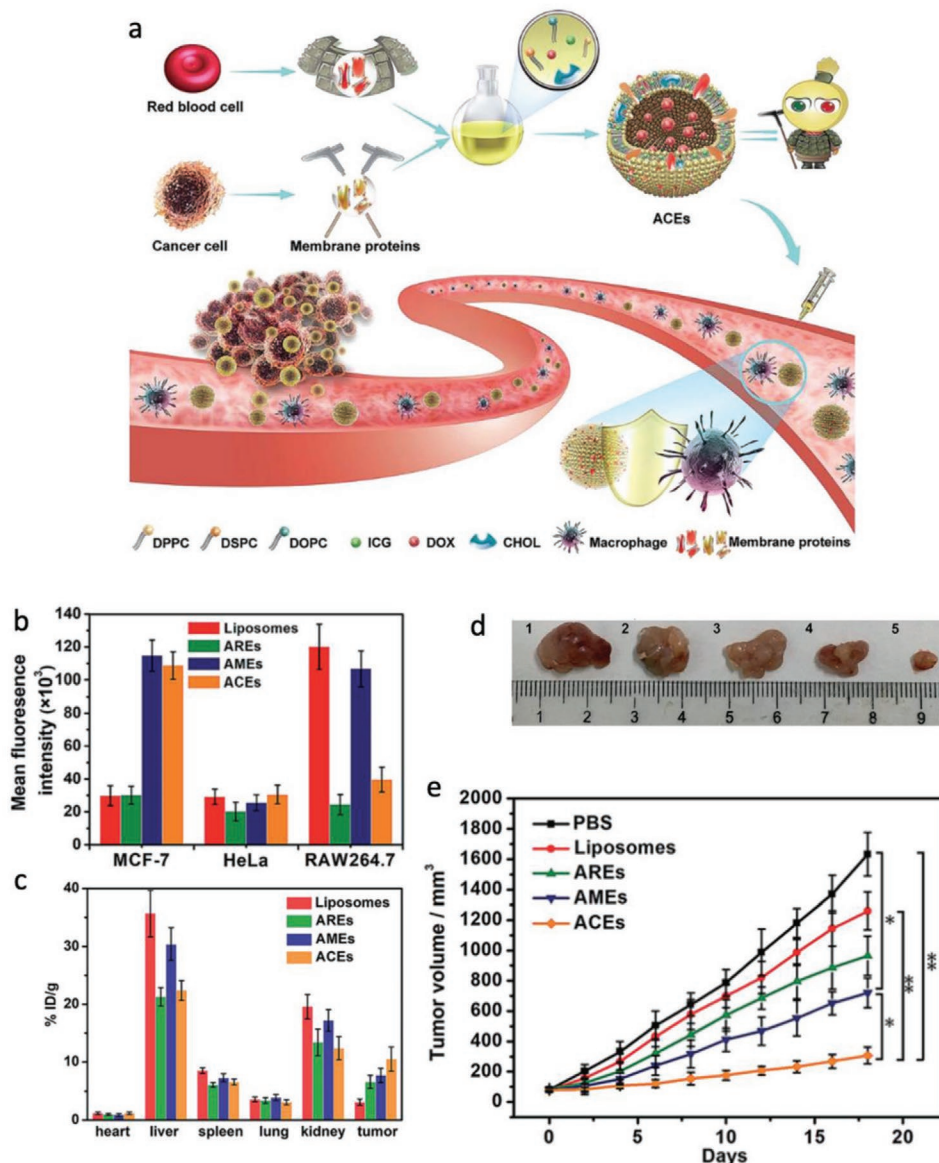 a
Red blood cell
Cancer cell
Membrane proteins
ACEs
DPPC DSPC DOPC ICG DOX CHOL Macrophage Membrane proteins
b
Mean fluoresence
intensity (×10³)
140
120
100
80
60
40
20
0
Liposomes
AREs
AMEs
ACEs
MCF-7 HeLa RAW264.7
c
% ID/g
40
30
20
10
0
Liposomes
AREs
AMEs
ACEs
heart liver spleen lung kidney tumor
d
1 2 3 4 5
1 2 3 4 5 6 7 8 9
e
Tumor volume / mm³
2000
1800
1600
1400
1200
1000
800
600
400
200
0
PBS
Liposomes
AREs
AMEs
ACEs
*
*
**
**
0 5 10 15 20
Days